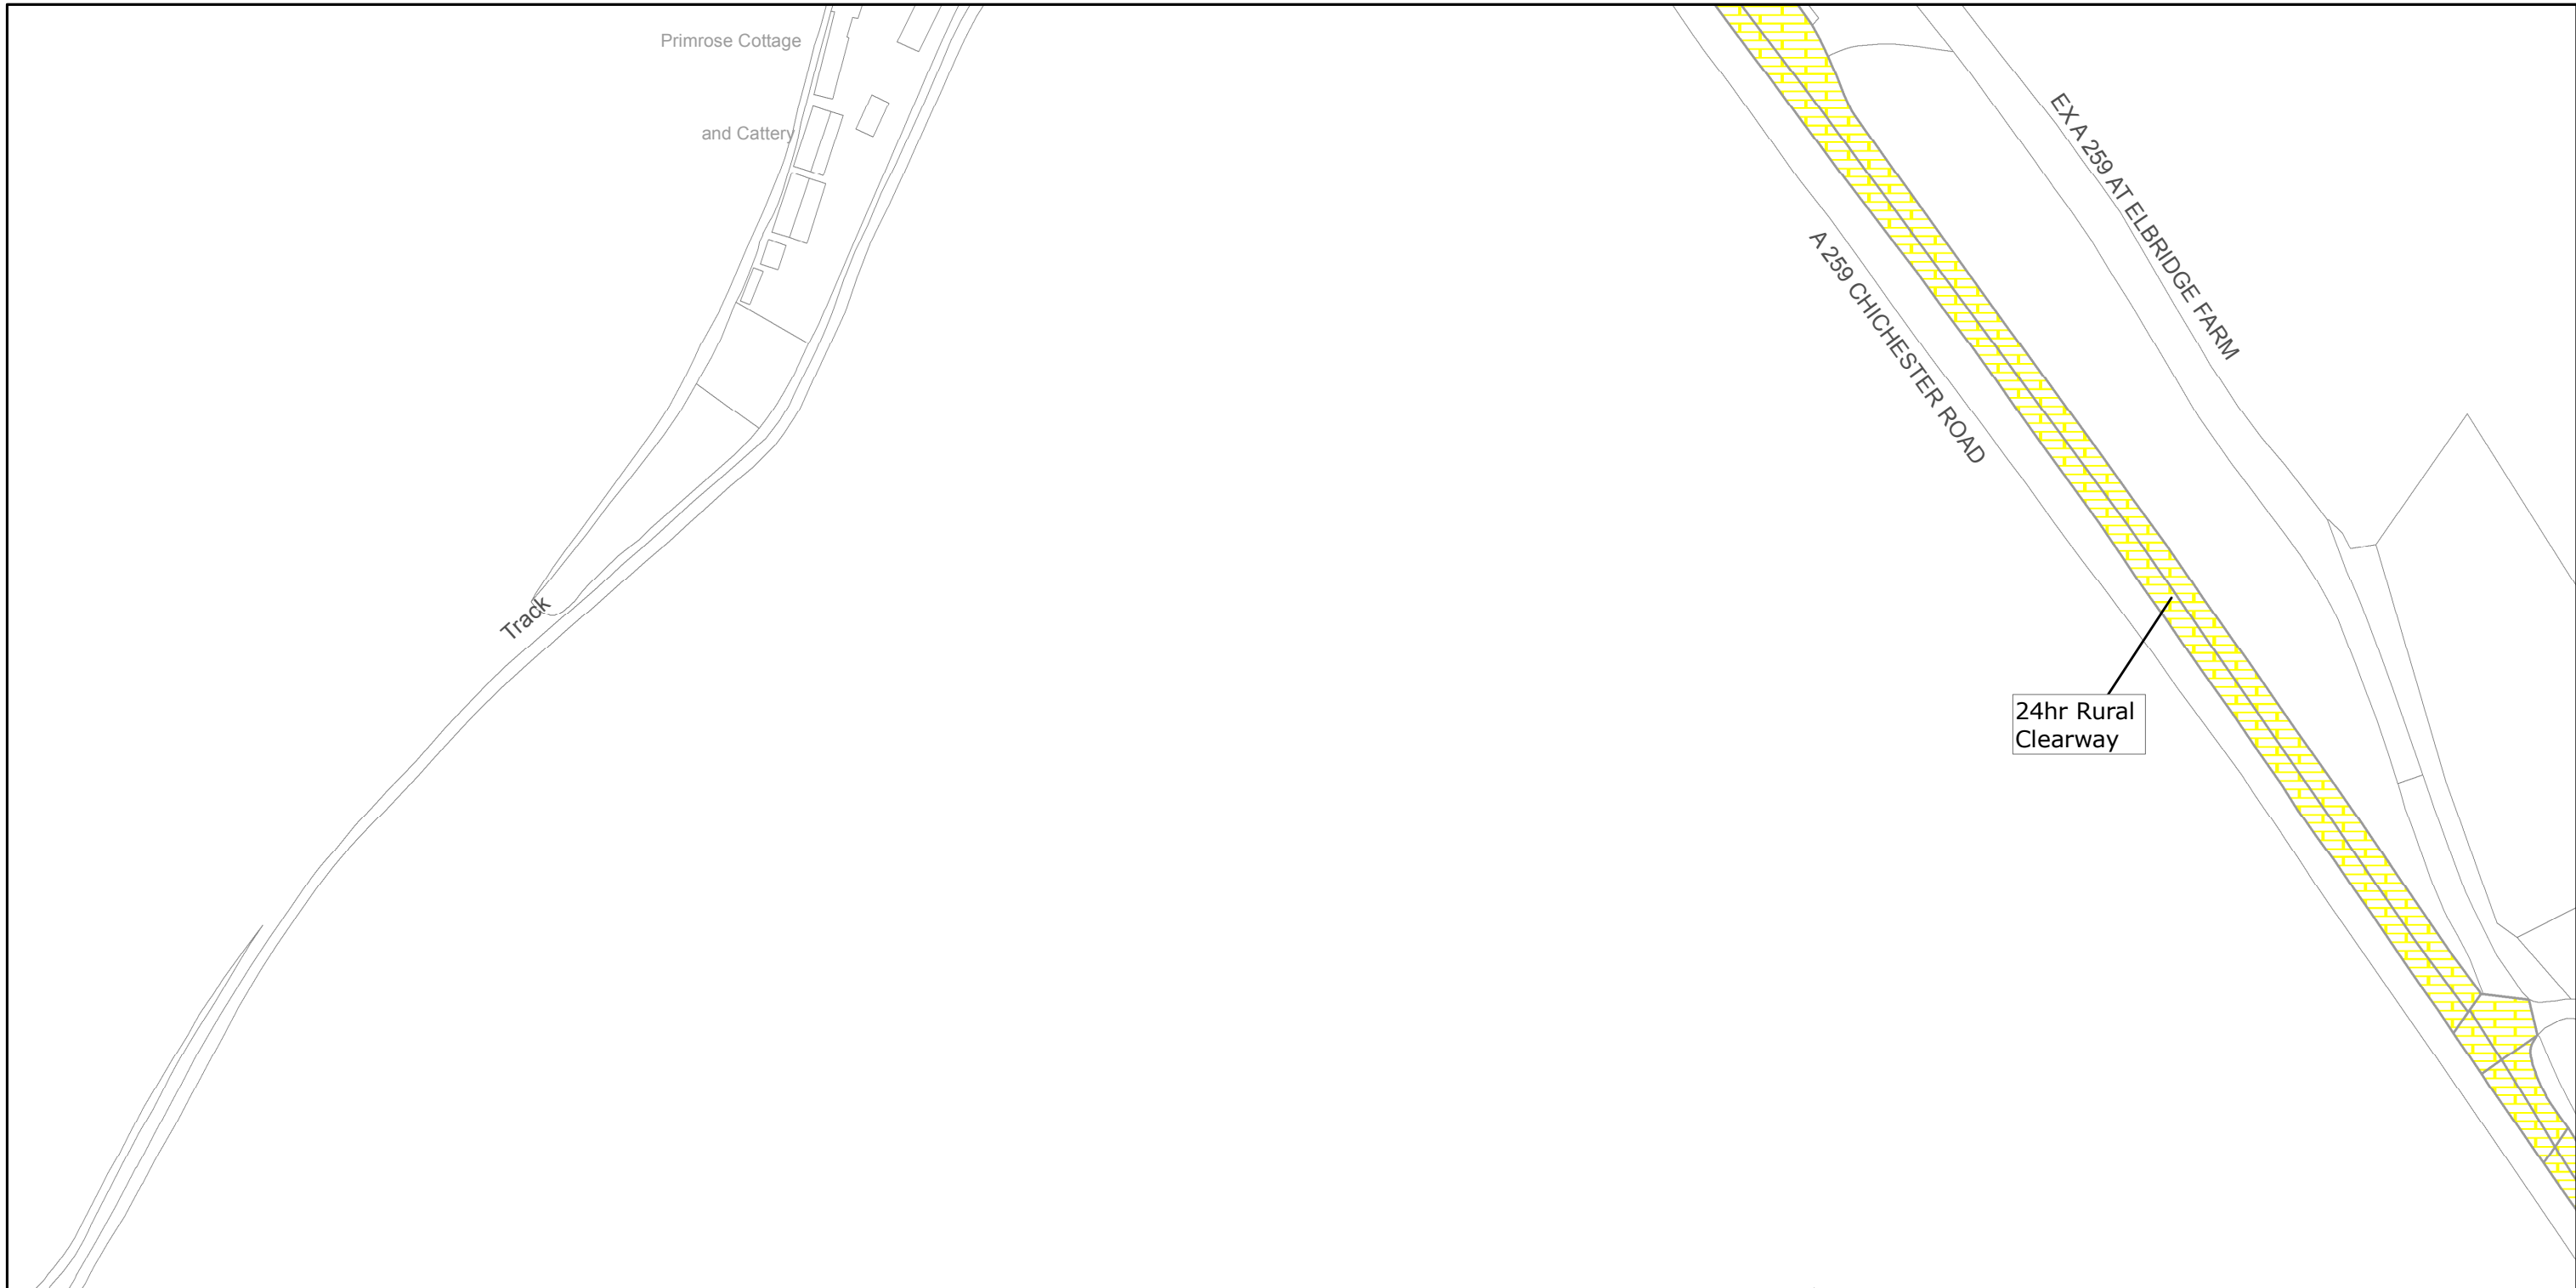 Primrose Cottage
and Cattery
EX A 259 AT ELBRIDGE FARM
A 259 CHICHESTER ROAD
Track
24hr Rural
Clearway